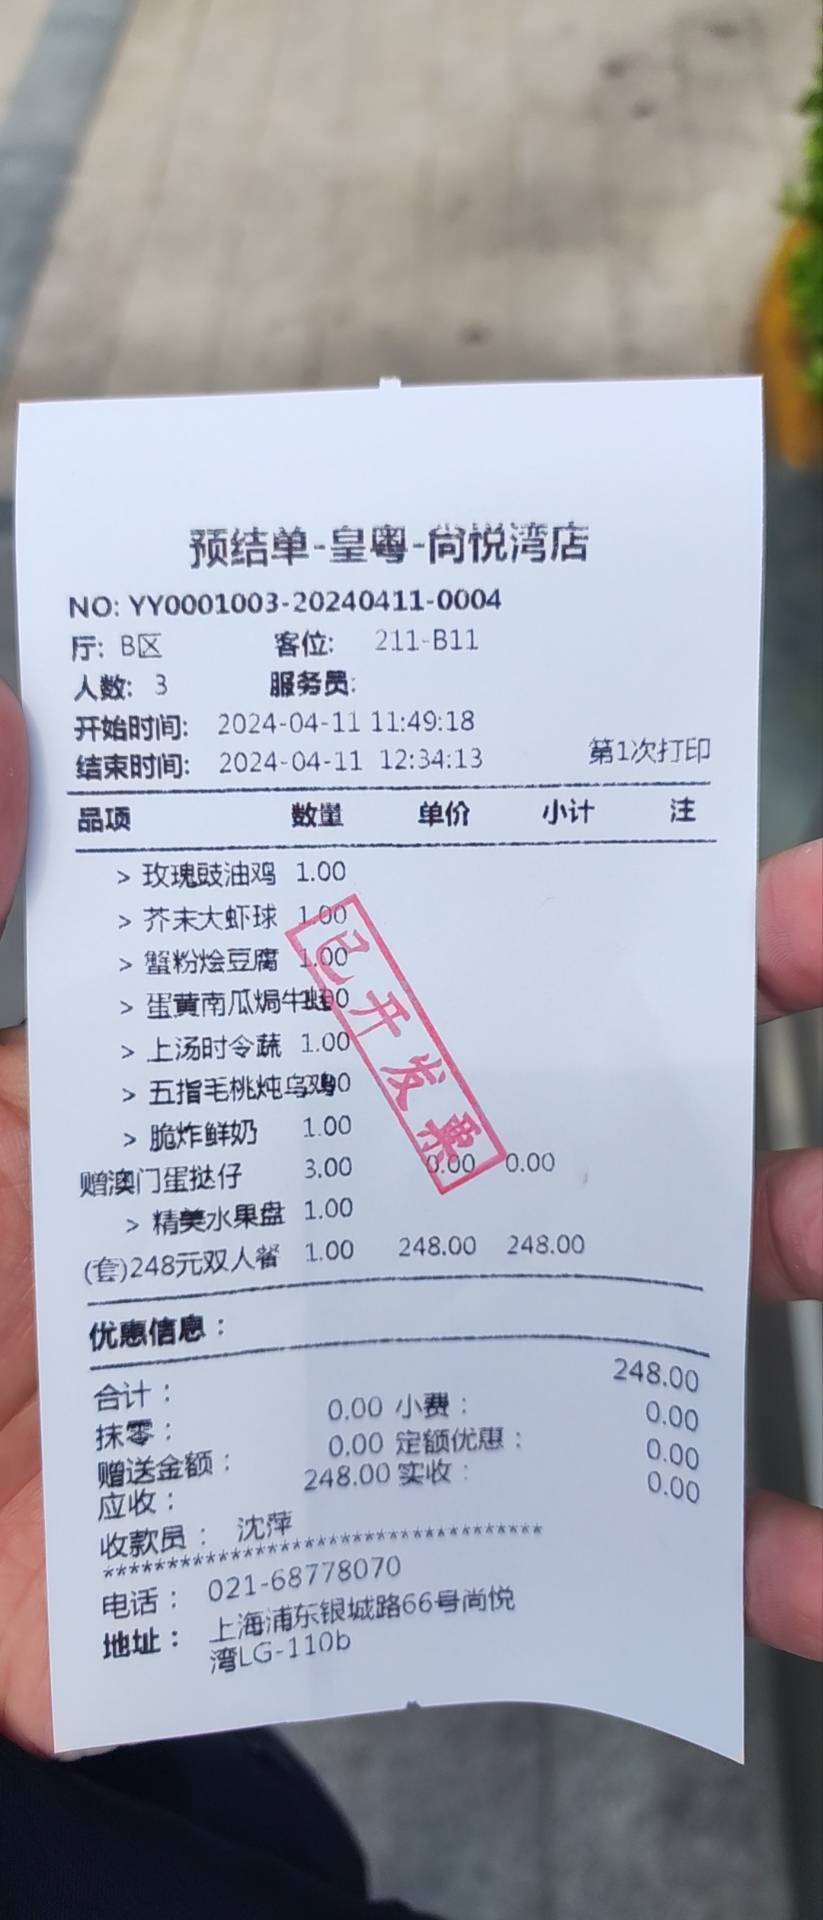 预结单-皇粤-尚悦湾店
NO: YY0001003-20240411-0004
厅: B区 客位: 211-B11
人数: 3 服务员:
开始时间: 2024-04-11 11:49:18
结束时间: 2024-04-11 12:34:13 第1次打印
品项 数量 单价 小计 注
> 玫瑰豉油鸡 1.00
> 芥末大虾球 1.00
> 蟹粉烩豆腐 1.00
> 蛋黄南瓜焗牛蛙
> 上汤时令蔬 1.00
> 五指毛桃炖乌鸡
> 脆炸鲜奶 1.00
赠澳门蛋挞仔 3.00 0.00 0.00
> 精美水果盘 1.00
(套)248元双人餐 1.00 248.00 248.00
已开发票
优惠信息：
合计： 248.00
抹零： 0.00 小费： 0.00
赠送金额： 0.00 定额优惠： 0.00
应收： 248.00 实收： 0.00
收款员： 沈萍
***********************************
电话： 021-68778070
地址： 上海浦东银城路66号尚悦
湾LG-110b